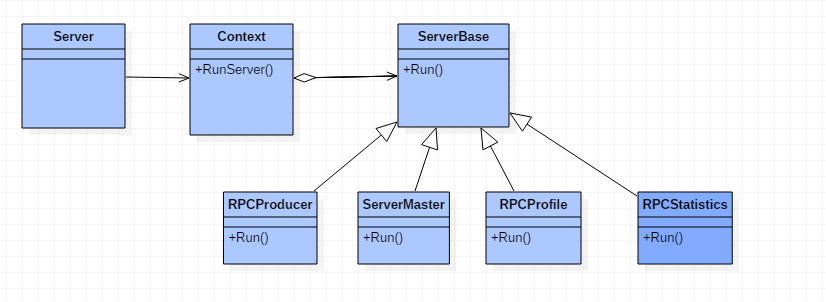 Server
Context
+RunServer()
ServerBase
+Run()
RPCProducer
+Run()
ServerMaster
+Run()
RPCProfile
+Run()
RPCStatistics
+Run()